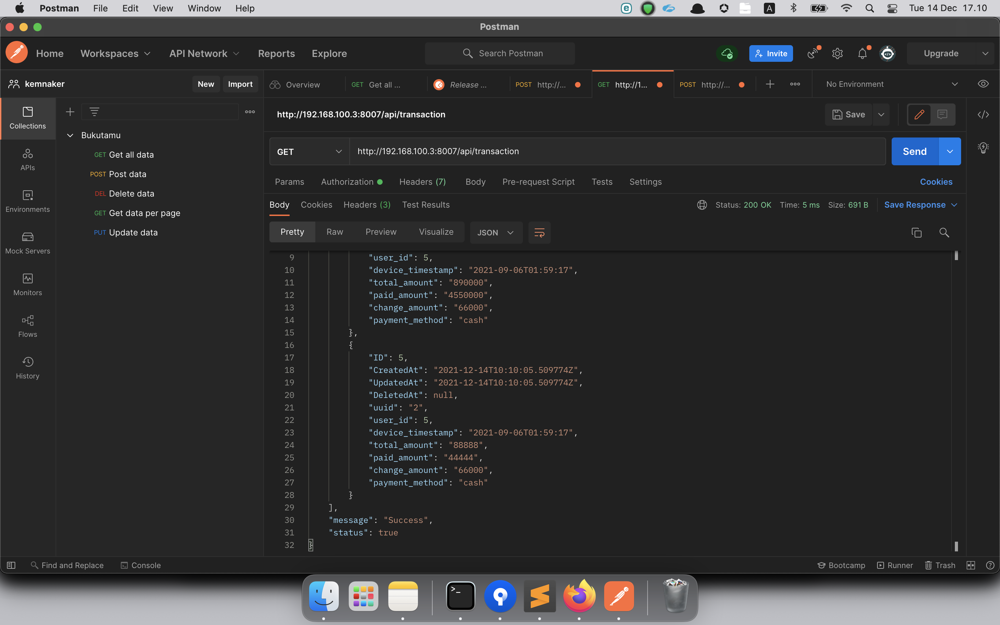 Postman File Edit View Window Help A Tue 14 Dec 17.10
Postman
Home Workspaces API Network Reports Explore Search Postman Invite Upgrade
kemnaker New Import Overview GET Get all ... Release ... POST http://... GET http://1... POST http://... No Environment
Collections
APIs
Environments
Mock Servers
Monitors
Flows
History
Bukutamu
GET Get all data
POST Post data
DEL Delete data
GET Get data per page
PUT Update data
http://192.168.100.3:8007/api/transaction Save
GET http://192.168.100.3:8007/api/transaction Send
Params Authorization Headers (7) Body Pre-request Script Tests Settings Cookies
Body Cookies Headers (3) Test Results Status: 200 OK Time: 5 ms Size: 691 B Save Response
Pretty Raw Preview Visualize JSON
9 "user_id": 5,
10 "device_timestamp": "2021-09-06T01:59:17",
11 "total_amount": "890000",
12 "paid_amount": "4550000",
13 "change_amount": "66000",
14 "payment_method": "cash"
15 },
16 {
17 "ID": 5,
18 "CreatedAt": "2021-12-14T10:10:05.509774Z",
19 "UpdatedAt": "2021-12-14T10:10:05.509774Z",
20 "DeletedAt": null,
21 "uuid": "2",
22 "user_id": 5,
23 "device_timestamp": "2021-09-06T01:59:17",
24 "total_amount": "88888",
25 "paid_amount": "44444",
26 "change_amount": "66000",
27 "payment_method": "cash"
28 }
29 ],
30 "message": "Success",
31 "status": true
32 }
Find and Replace Console Bootcamp Runner Trash